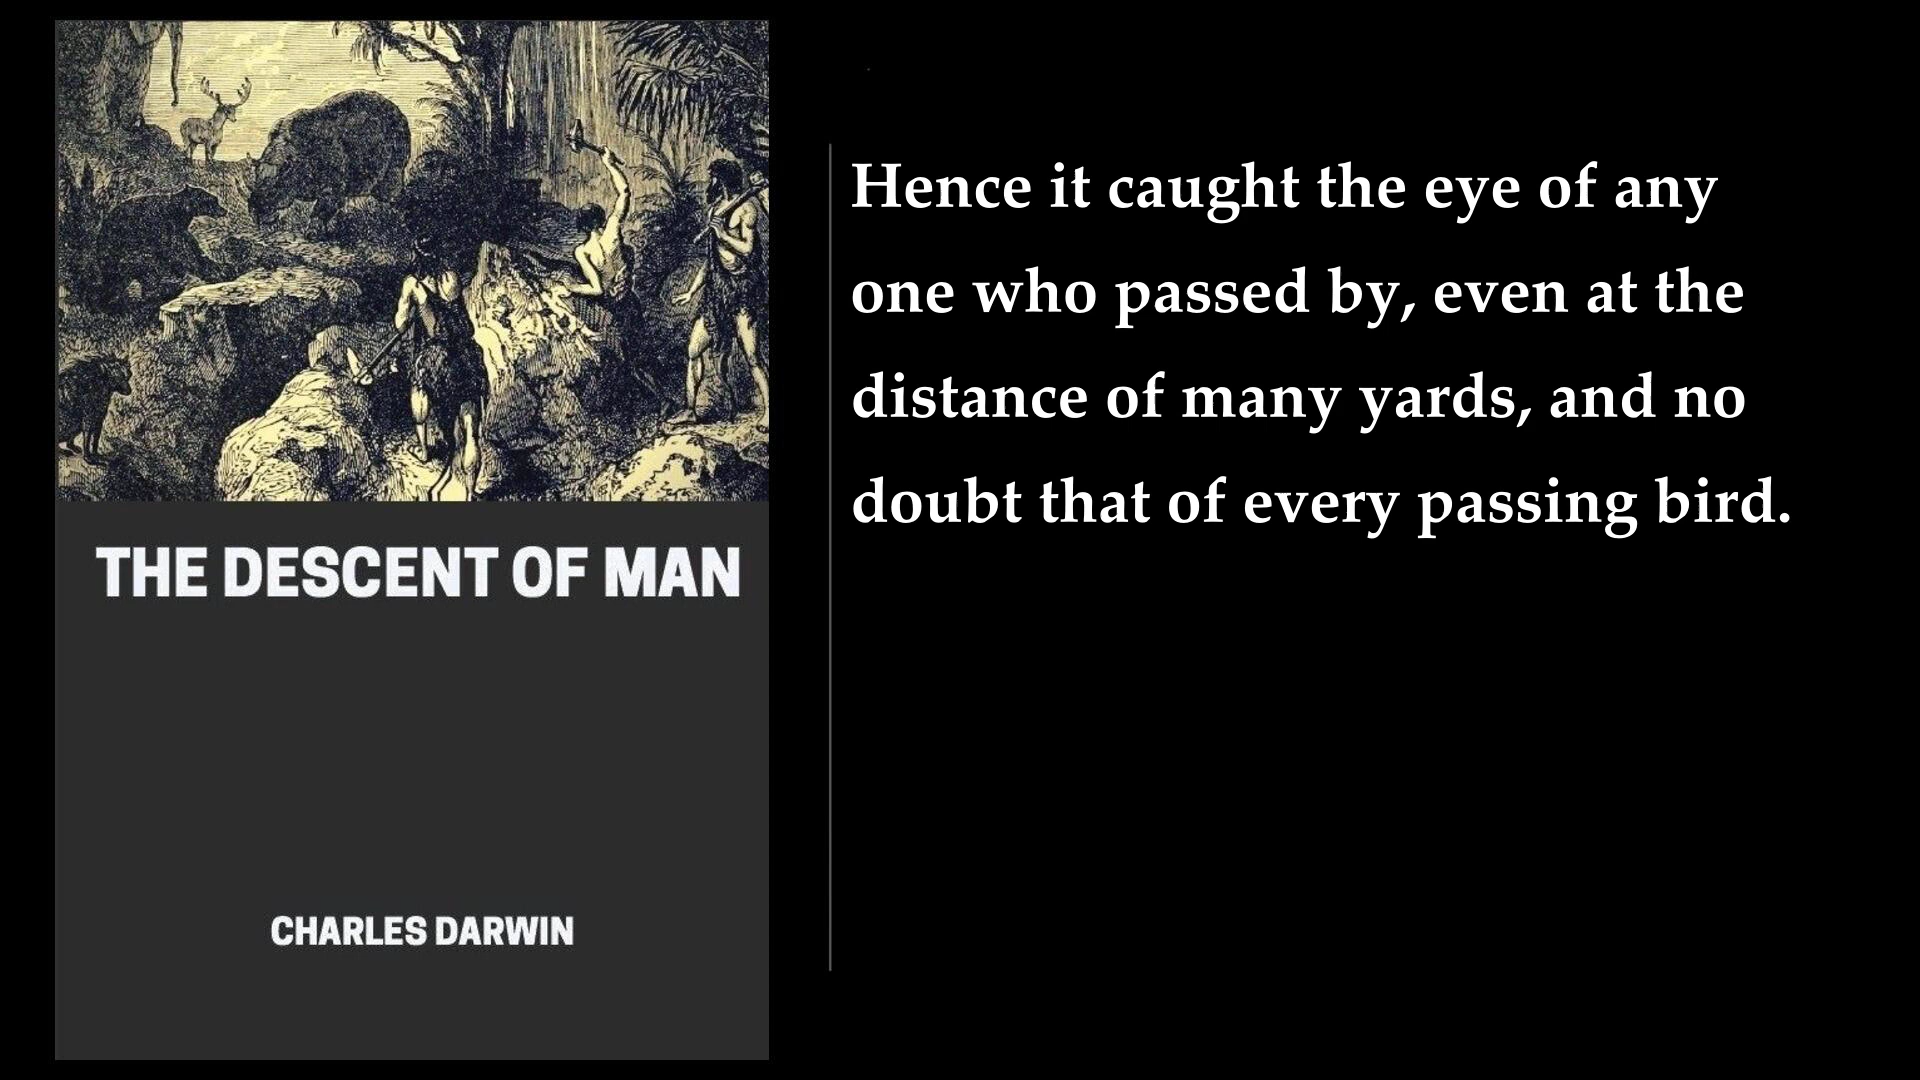 THE DESCENT OF MAN
CHARLES DARWIN
Hence it caught the eye of any
one who passed by, even at the
distance of many yards, and no
doubt that of every passing bird.